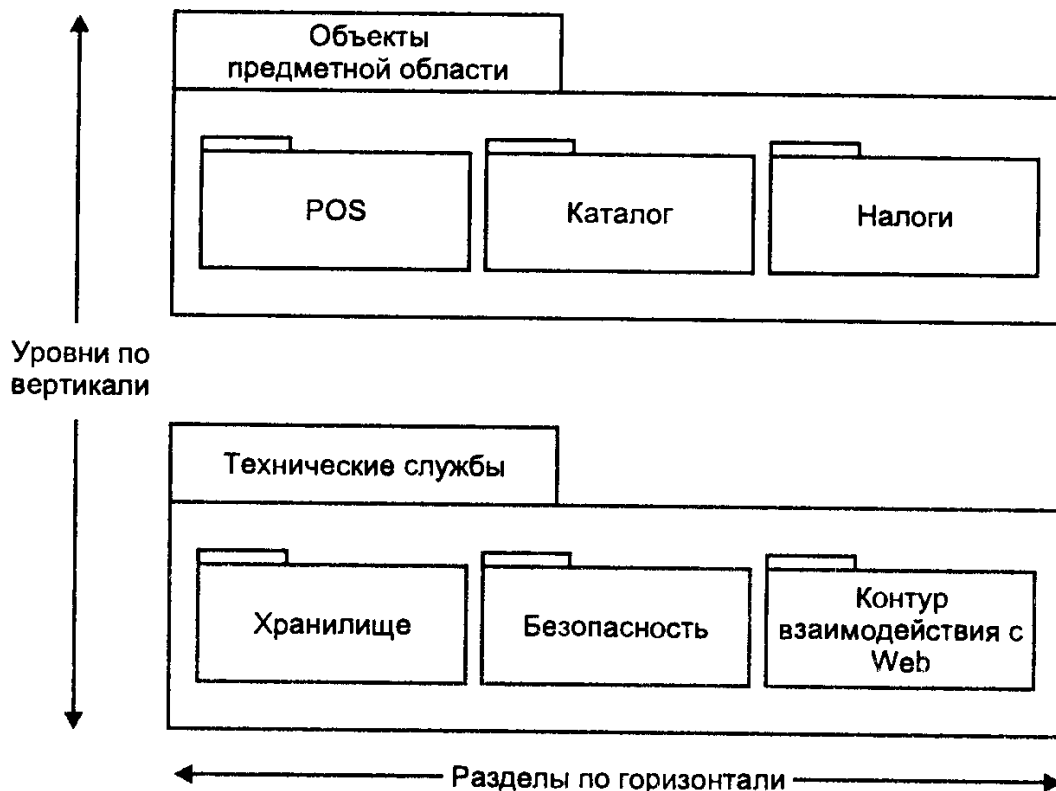 Объекты
предметной области
POS
Каталог
Налоги
Уровни по
вертикали
Технические службы
Хранилище
Безопасность
Контур
взаимодействия с
Web
Разделы по горизонтали